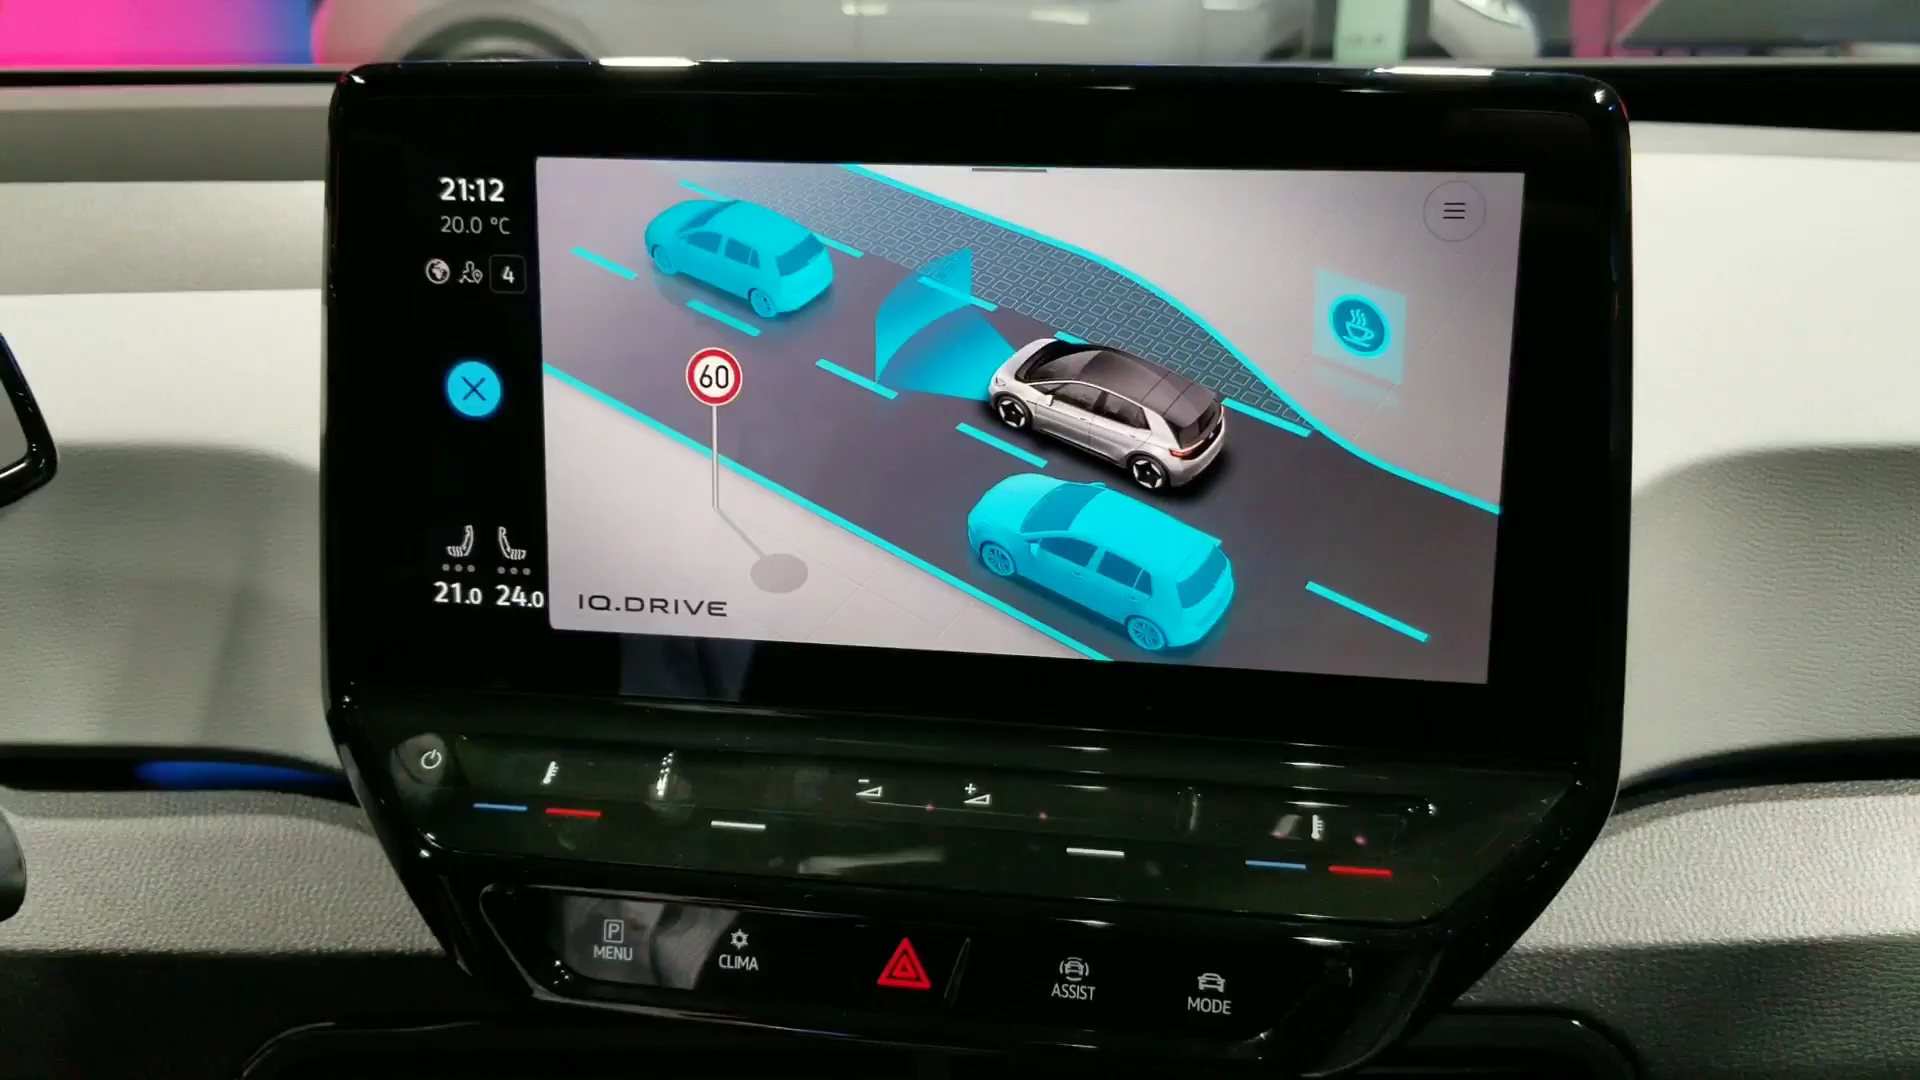 21:12
20.0 °C
4
60
21.0 24.0
IQ.DRIVE
P
MENU
CLIMA
ASSIST
MODE